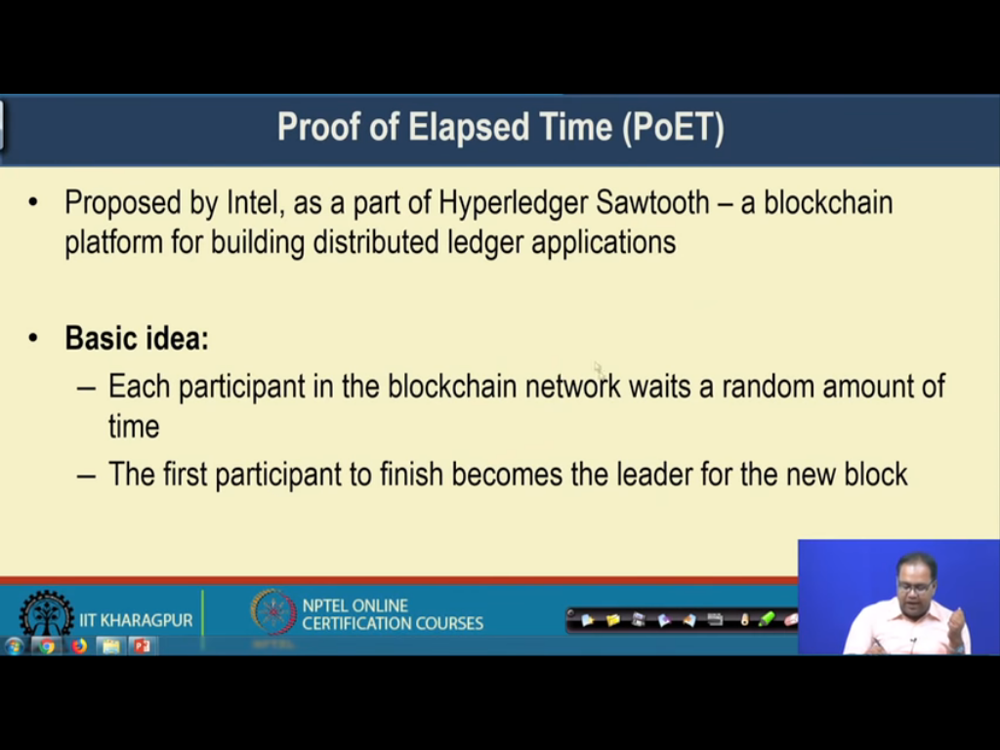 Proof of Elapsed Time (PoET)
• Proposed by Intel, as a part of Hyperledger Sawtooth – a blockchain
platform for building distributed ledger applications
• Basic idea:
– Each participant in the blockchain network waits a random amount of
time
– The first participant to finish becomes the leader for the new block
IIT KHARAGPUR
NPTEL ONLINE
CERTIFICATION COURSES